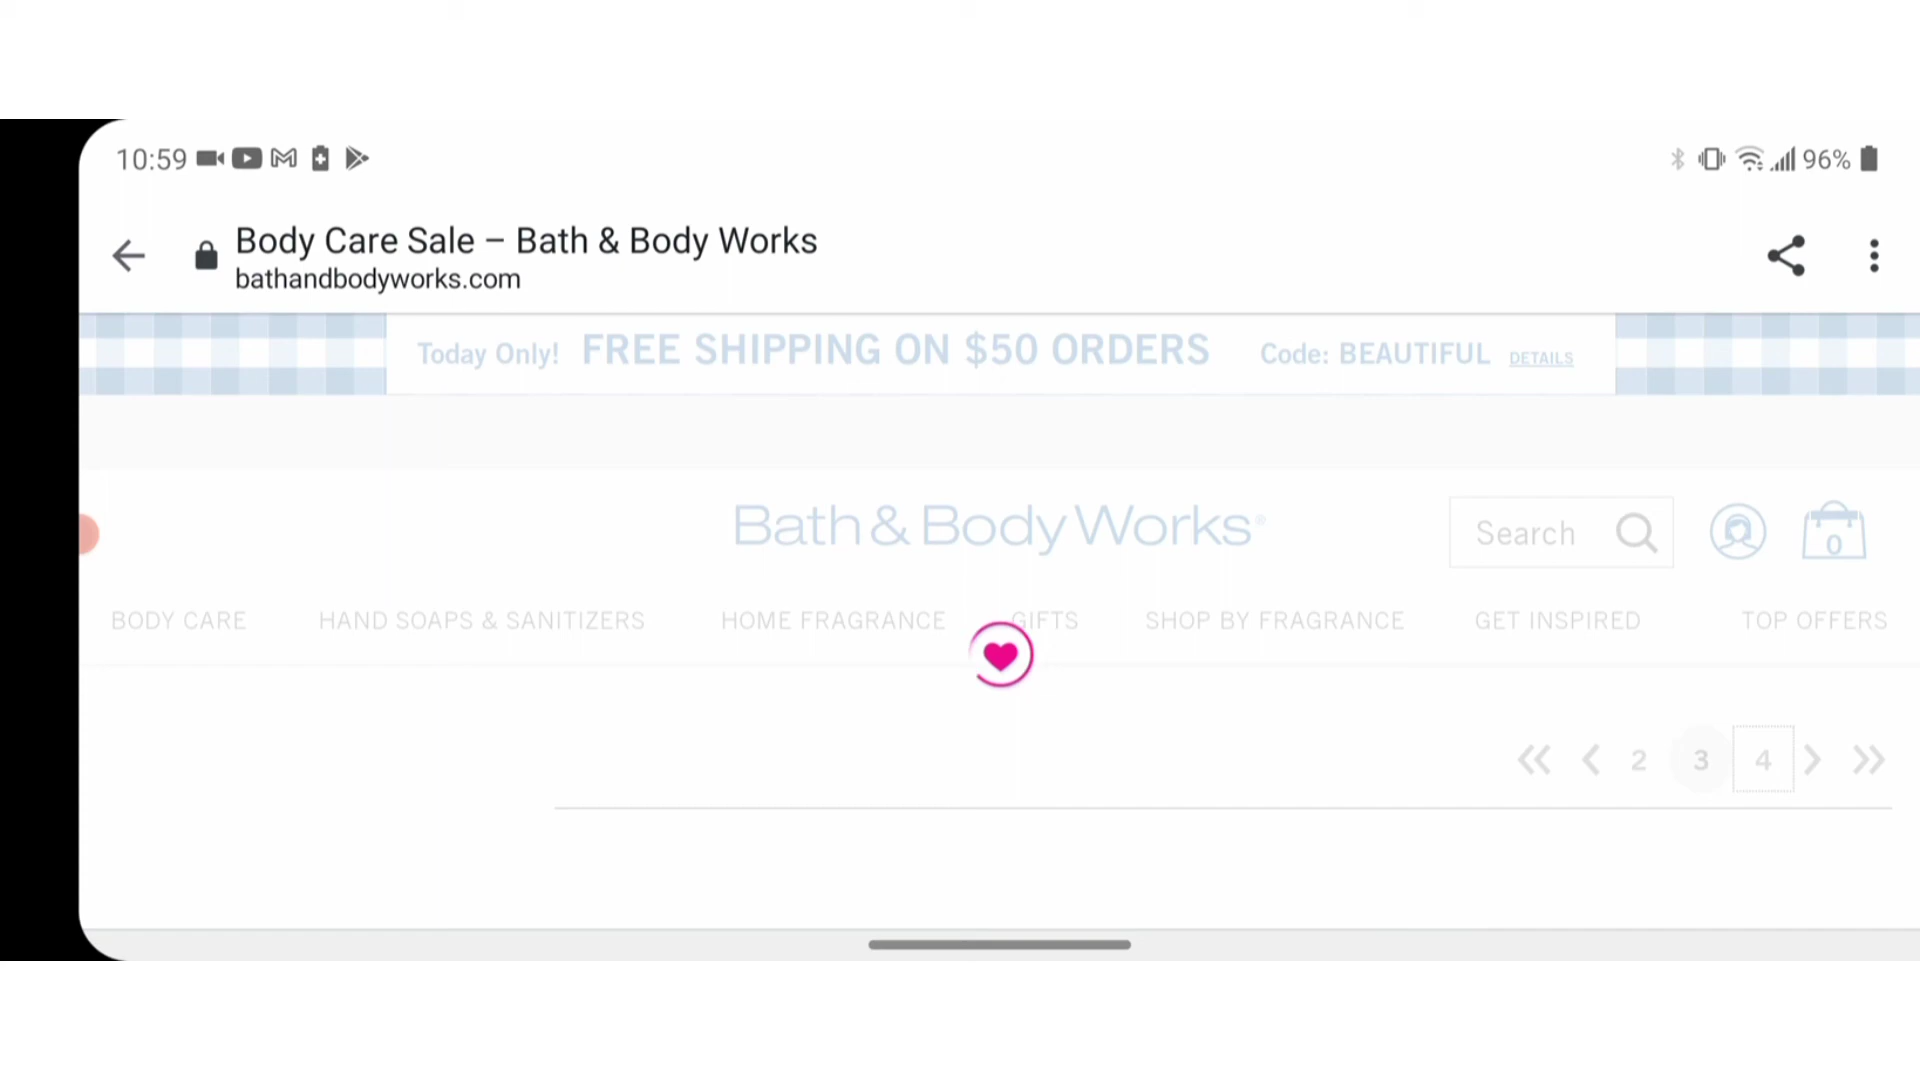 10:59
96%
Body Care Sale – Bath & Body Works
bathandbodyworks.com
Today Only! FREE SHIPPING ON $50 ORDERS Code: BEAUTIFUL DETAILS
Bath & Body Works®
Search
0
BODY CARE HAND SOAPS & SANITIZERS HOME FRAGRANCE GIFTS SHOP BY FRAGRANCE GET INSPIRED TOP OFFERS
2 3 4